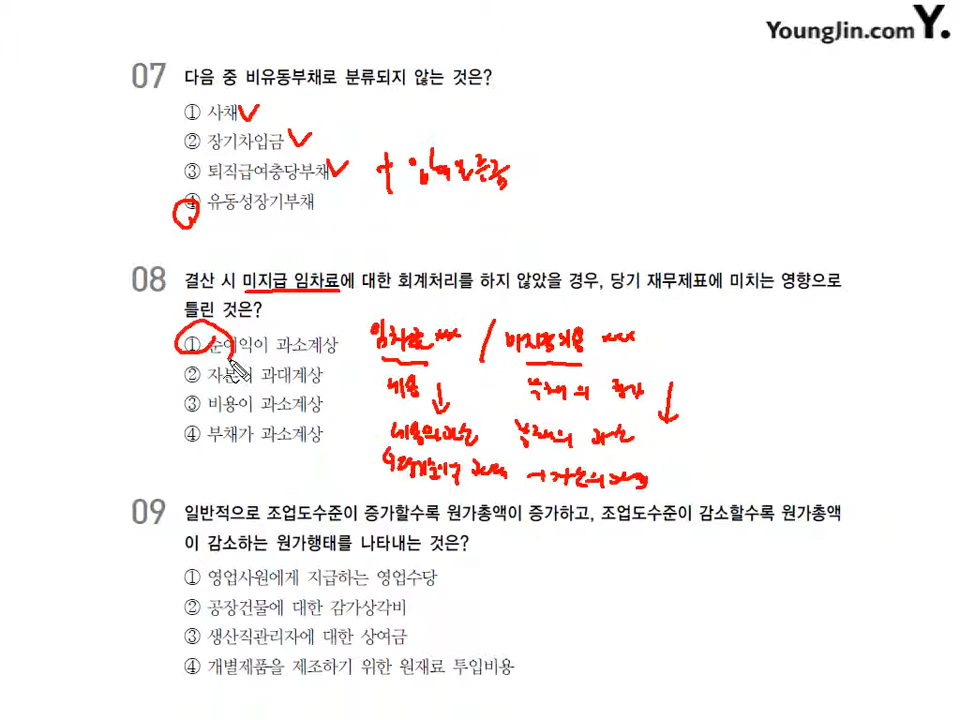 YoungJin.com Y.
07 다음 중 비유동부채로 분류되지 않는 것은?
① 사채
② 장기차입금
③ 퇴직급여충당부채
+ 임대보증금
④ 유동성장기부채
08 결산 시 미지급 임차료에 대한 회계처리를 하지 않았을 경우, 당기 재무제표에 미치는 영향으로
틀린 것은?
① 순이익이 과소계상
임차료 xxx / 미지급비용 xxx
② 자본이 과대계상
비용 부채의 증가
③ 비용이 과소계상
④ 부채가 과소계상
비용의 과소 부채의 과소
09 일반적으로 조업도수준이 증가할수록 원가총액이 증가하고, 조업도수준이 감소할수록 원가총액
이 감소하는 원가행태를 나타내는 것은?
① 영업사원에게 지급하는 영업수당
② 공장건물에 대한 감가상각비
③ 생산직관리자에 대한 상여금
④ 개별제품을 제조하기 위한 원재료 투입비용